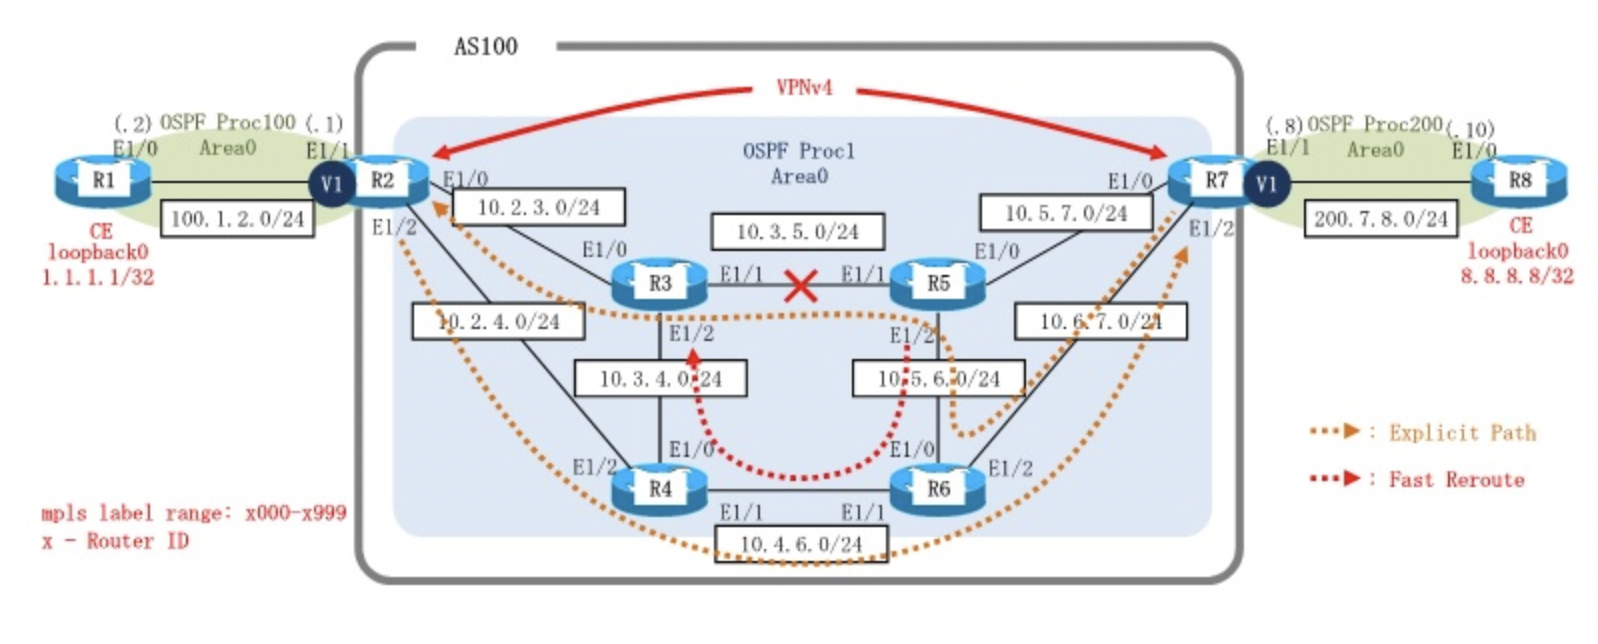 AS100
VPNv4
(.2) OSPF Proc100 (.1)
E1/0 Area0 E1/1
R1
V1
R2
100.1.2.0/24
CE
loopback0
1.1.1.1/32
E1/0
E1/2
10.2.3.0/24
OSPF Proc1
Area0
10.3.5.0/24
10.5.7.0/24
E1/0
(.8) OSPF Proc200 (.10)
E1/1 Area0 E1/0
R7
V1
R8
200.7.8.0/24
E1/2
CE
loopback0
8.8.8.8/32
E1/0
R3
E1/1
E1/1
R5
E1/0
10.2.4.0/24
E1/2
E1/2
10.6.7.0/24
10.3.4.0/24
10.5.6.0/24
E1/2
E1/0
R4
E1/1
E1/0
R6
E1/2
E1/1
10.4.6.0/24
: Explicit Path
: Fast Reroute
mpls label range: x000-x999
x - Router ID